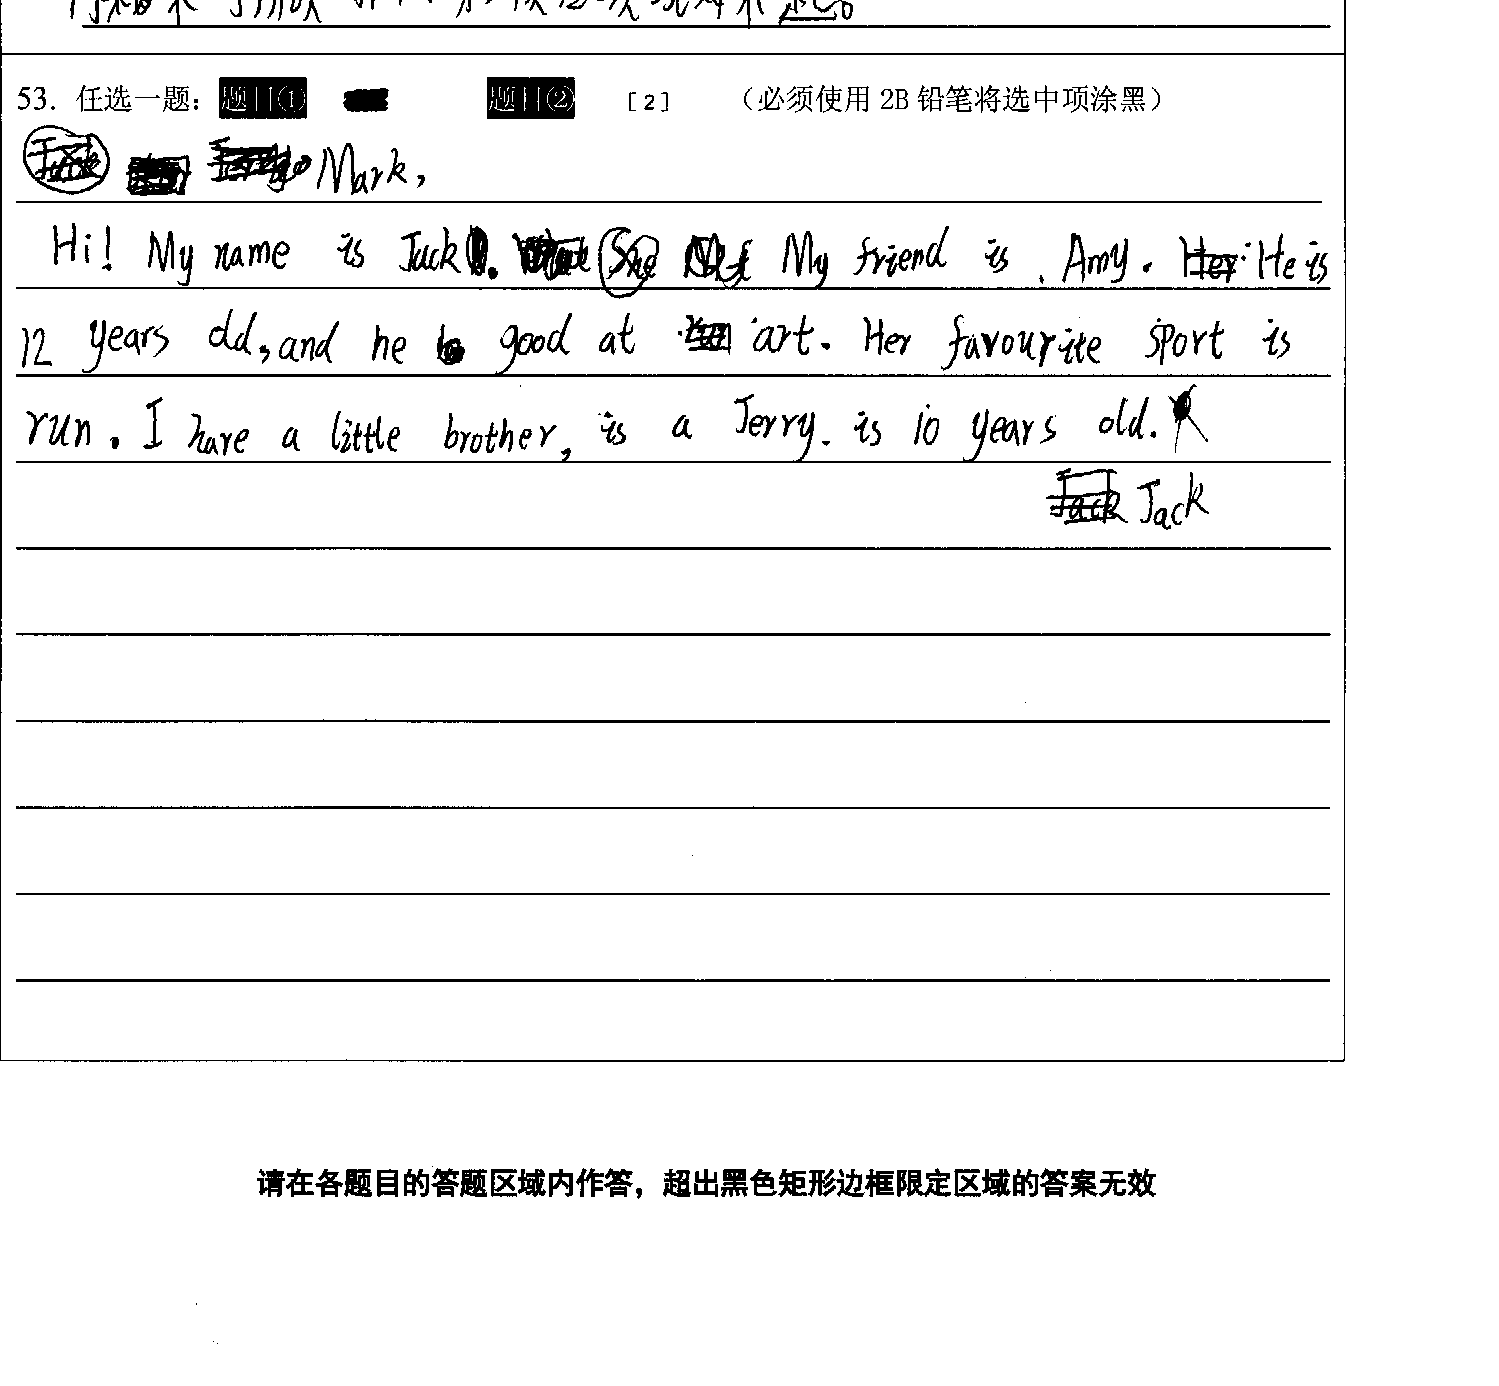 53. 任选一题： 题目① 题目② [2] （必须使用 2B 铅笔将选中项涂黑）
Mark,
Hi! My name is Jack. My friend is . Amy. He is
12 years old, and he good at art. Her favourite sport is
run. I have a little brother, is a Jerry. is 10 years old.
Jack
请在各题目的答题区域内作答，超出黑色矩形边框限定区域的答案无效